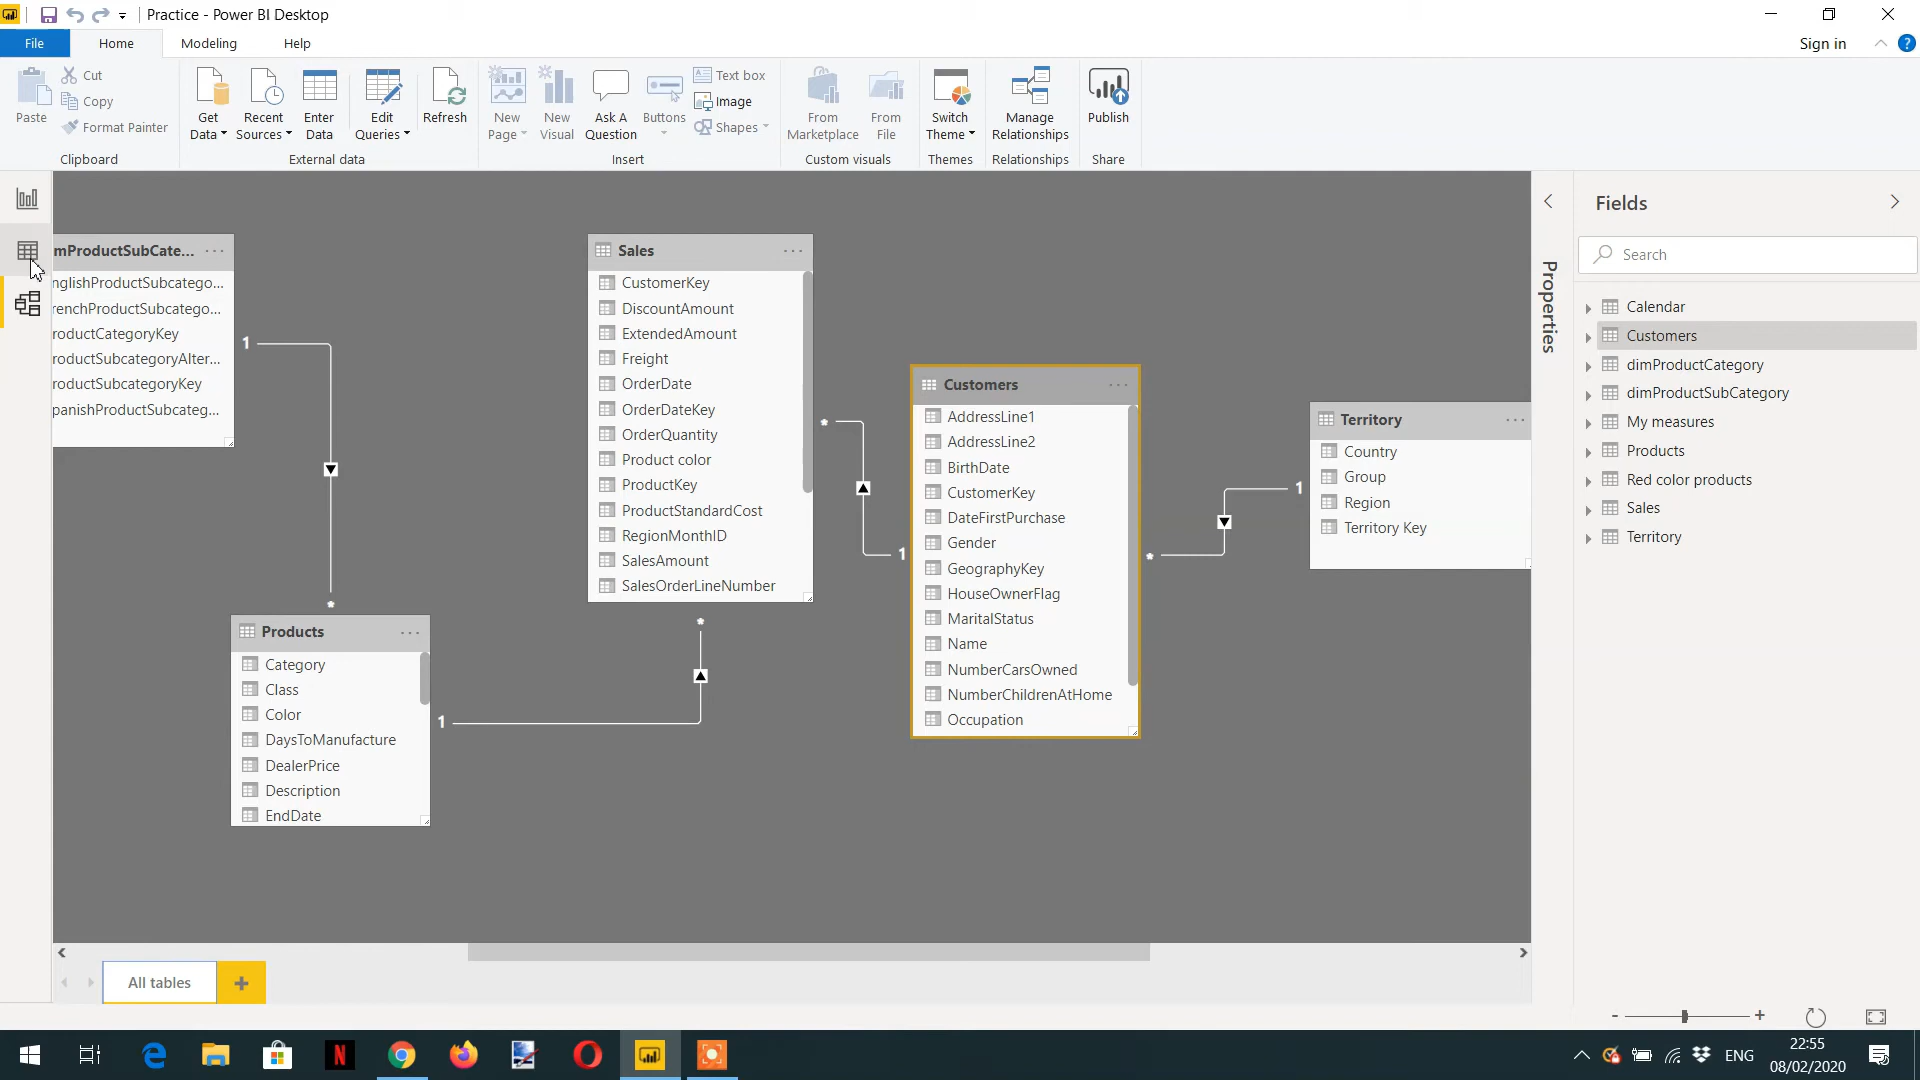 Practice - Power BI Desktop
File
Home
Modeling
Help
Sign in
?
Paste
Cut
Copy
Format Painter
Clipboard
Get
Data
Recent
Sources
Enter
Data
Edit
Queries
Refresh
External data
New
Page
New
Visual
Ask A
Question
Buttons
Text box
Image
Shapes
Insert
From
Marketplace
From
File
Custom visuals
Switch
Theme
Themes
Manage
Relationships
Relationships
Publish
Share
mProductSubCate...
nglishProductSubcatego...
renchProductSubcatego...
roductCategoryKey
roductSubcategoryAlter...
roductSubcategoryKey
panishProductSubcateg...
1
*
Products
Category
Class
Color
DaysToManufacture
DealerPrice
Description
EndDate
1
*
Sales
CustomerKey
DiscountAmount
ExtendedAmount
Freight
OrderDate
OrderDateKey
OrderQuantity
Product color
ProductKey
ProductStandardCost
RegionMonthID
SalesAmount
SalesOrderLineNumber
*
1
Customers
AddressLine1
AddressLine2
BirthDate
CustomerKey
DateFirstPurchase
Gender
GeographyKey
HouseOwnerFlag
MaritalStatus
Name
NumberCarsOwned
NumberChildrenAtHome
Occupation
*
1
Territory
Country
Group
Region
Territory Key
Properties
Fields
Search
Calendar
Customers
dimProductCategory
dimProductSubCategory
My measures
Products
Red color products
Sales
Territory
All tables
+
- +
ENG
22:55
08/02/2020